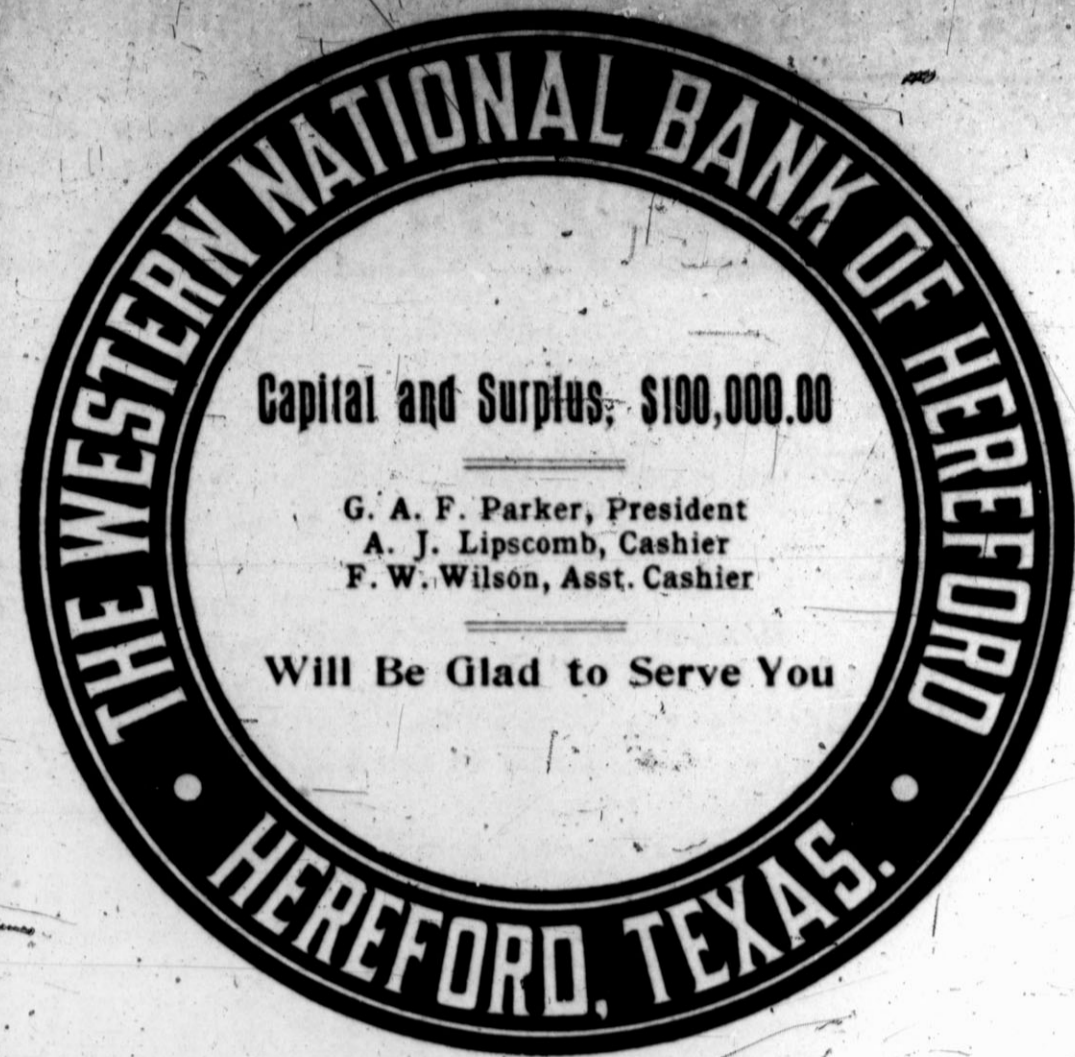 THE WESTERN NATIONAL BANK OF HEREFORD
Capital and Surplus, $100,000.00
G. A. F. Parker, President
A. J. Lipscomb, Cashier
F. W. Wilson, Asst. Cashier
Will Be Glad to Serve You
HEREFORD, TEXAS.